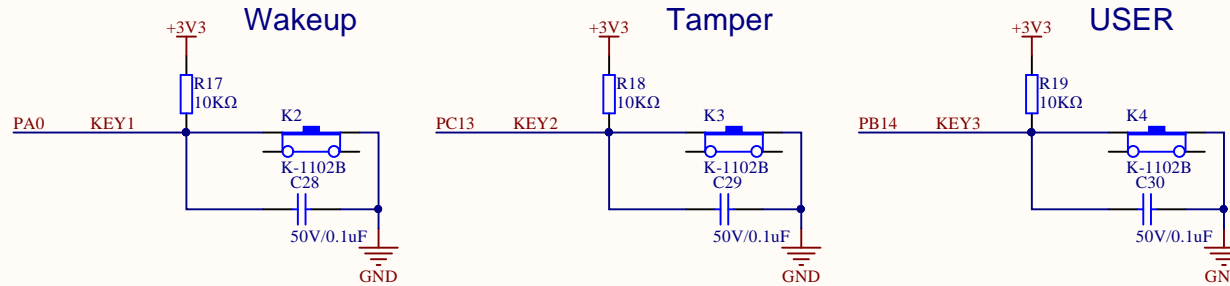 Wakeup
+3V3
R17
10KΩ
PA0 KEY1
K2
K-1102B
C28
50V/0.1uF
GND
Tamper
+3V3
R18
10KΩ
PC13 KEY2
K3
K-1102B
C29
50V/0.1uF
GND
USER
+3V3
R19
10KΩ
PB14 KEY3
K4
K-1102B
C30
50V/0.1uF
GN